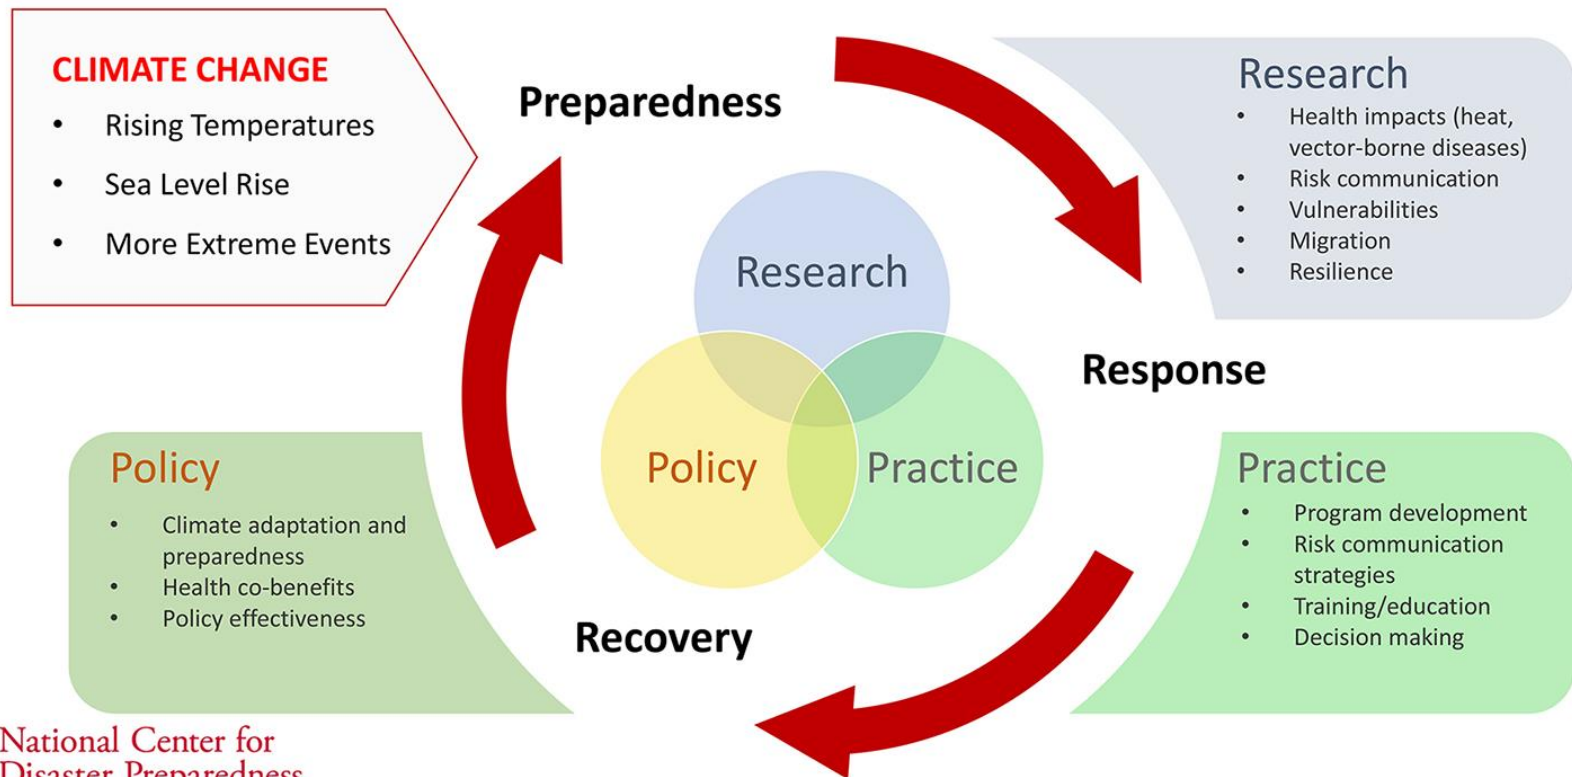 CLIMATE CHANGE
• Rising Temperatures
• Sea Level Rise
• More Extreme Events
Preparedness
Research
• Health impacts (heat,
vector-borne diseases)
• Risk communication
• Vulnerabilities
• Migration
• Resilience
Research
Policy
Practice
Response
Policy
• Climate adaptation and
preparedness
• Health co-benefits
• Policy effectiveness
Recovery
Practice
• Program development
• Risk communication
strategies
• Training/education
• Decision making
National Center for
Disaster Preparedness